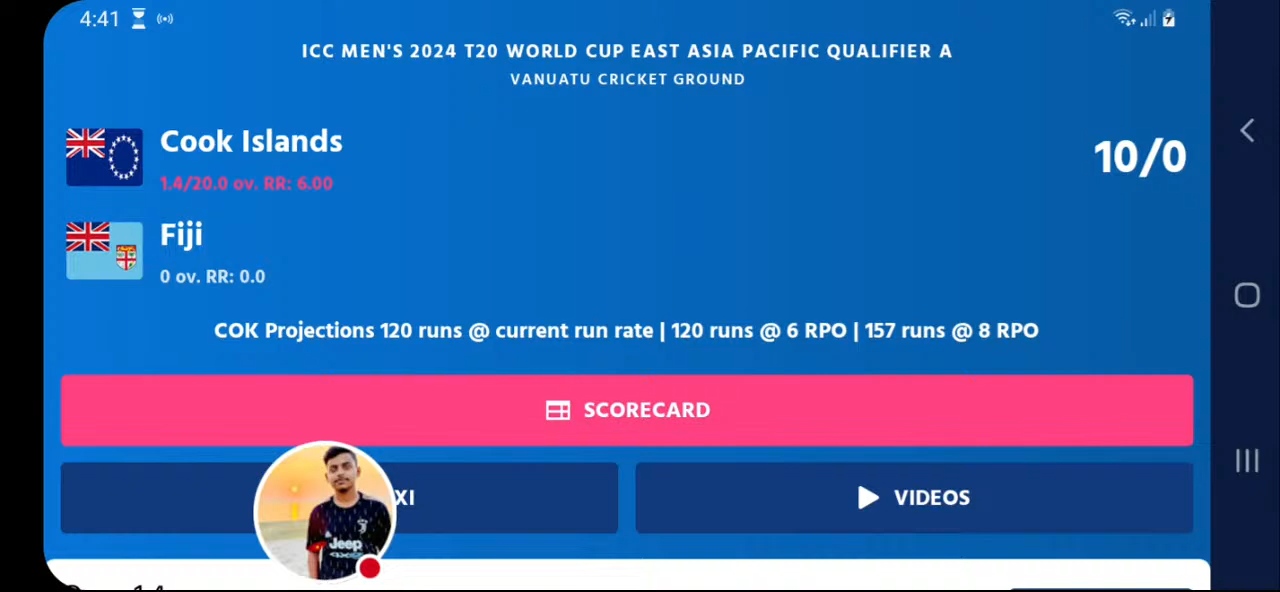 4:41
ICC MEN'S 2024 T20 WORLD CUP EAST ASIA PACIFIC QUALIFIER A
VANUATU CRICKET GROUND
Cook Islands
10/0
1.4/20.0 ov. RR: 6.00
Fiji
0 ov. RR: 0.0
COK Projections 120 runs @ current run rate | 120 runs @ 6 RPO | 157 runs @ 8 RPO
SCORECARD
XI
VIDEOS
Jeep